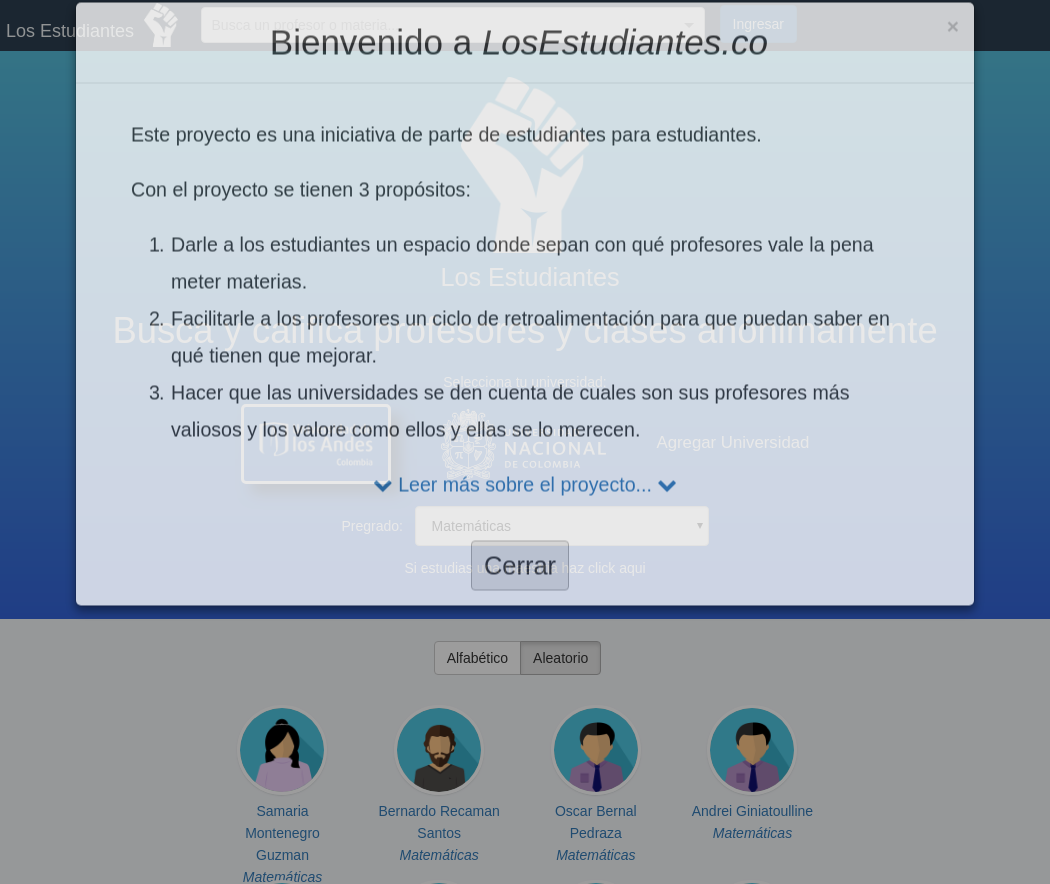 Los Estudiantes
Busca un profesor o materia
Ingresar
×
Bienvenido a LosEstudiantes.co
Este proyecto es una iniciativa de parte de estudiantes para estudiantes.
Con el proyecto se tienen 3 propósitos:
1. Darle a los estudiantes un espacio donde sepan con qué profesores vale la pena
meter materias.
2. Facilitarle a los profesores un ciclo de retroalimentación para que puedan saber en
qué tienen que mejorar.
3. Hacer que las universidades se den cuenta de cuales son sus profesores más
valiosos y los valore como ellos y ellas se lo merecen.
Leer más sobre el proyecto...
Cerrar
Los Estudiantes
Busca y califica profesores y clases anónimamente
Selecciona tu universidad:
los Andes
Colombia
NACIONAL
DE COLOMBIA
Agregar Universidad
Pregrado:
Matemáticas
Si estudias
haz click aqui
Alfabético
Aleatorio
Samaria
Montenegro
Guzman
Matemáticas
Bernardo Recaman
Santos
Matemáticas
Oscar Bernal
Pedraza
Matemáticas
Andrei Giniatoulline
Matemáticas